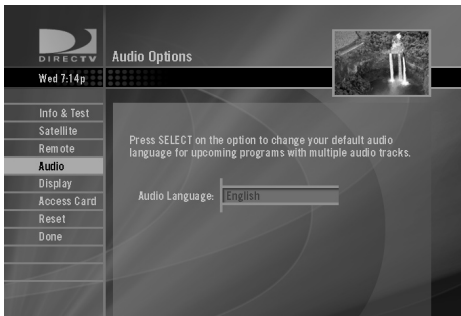 DIRECTV
Audio Options
Wed 7:14p
Info & Test
Satellite
Remote
Audio
Display
Access Card
Reset
Done
Press SELECT on the option to change your default audio
language for upcoming programs with multiple audio tracks.
Audio Language: English